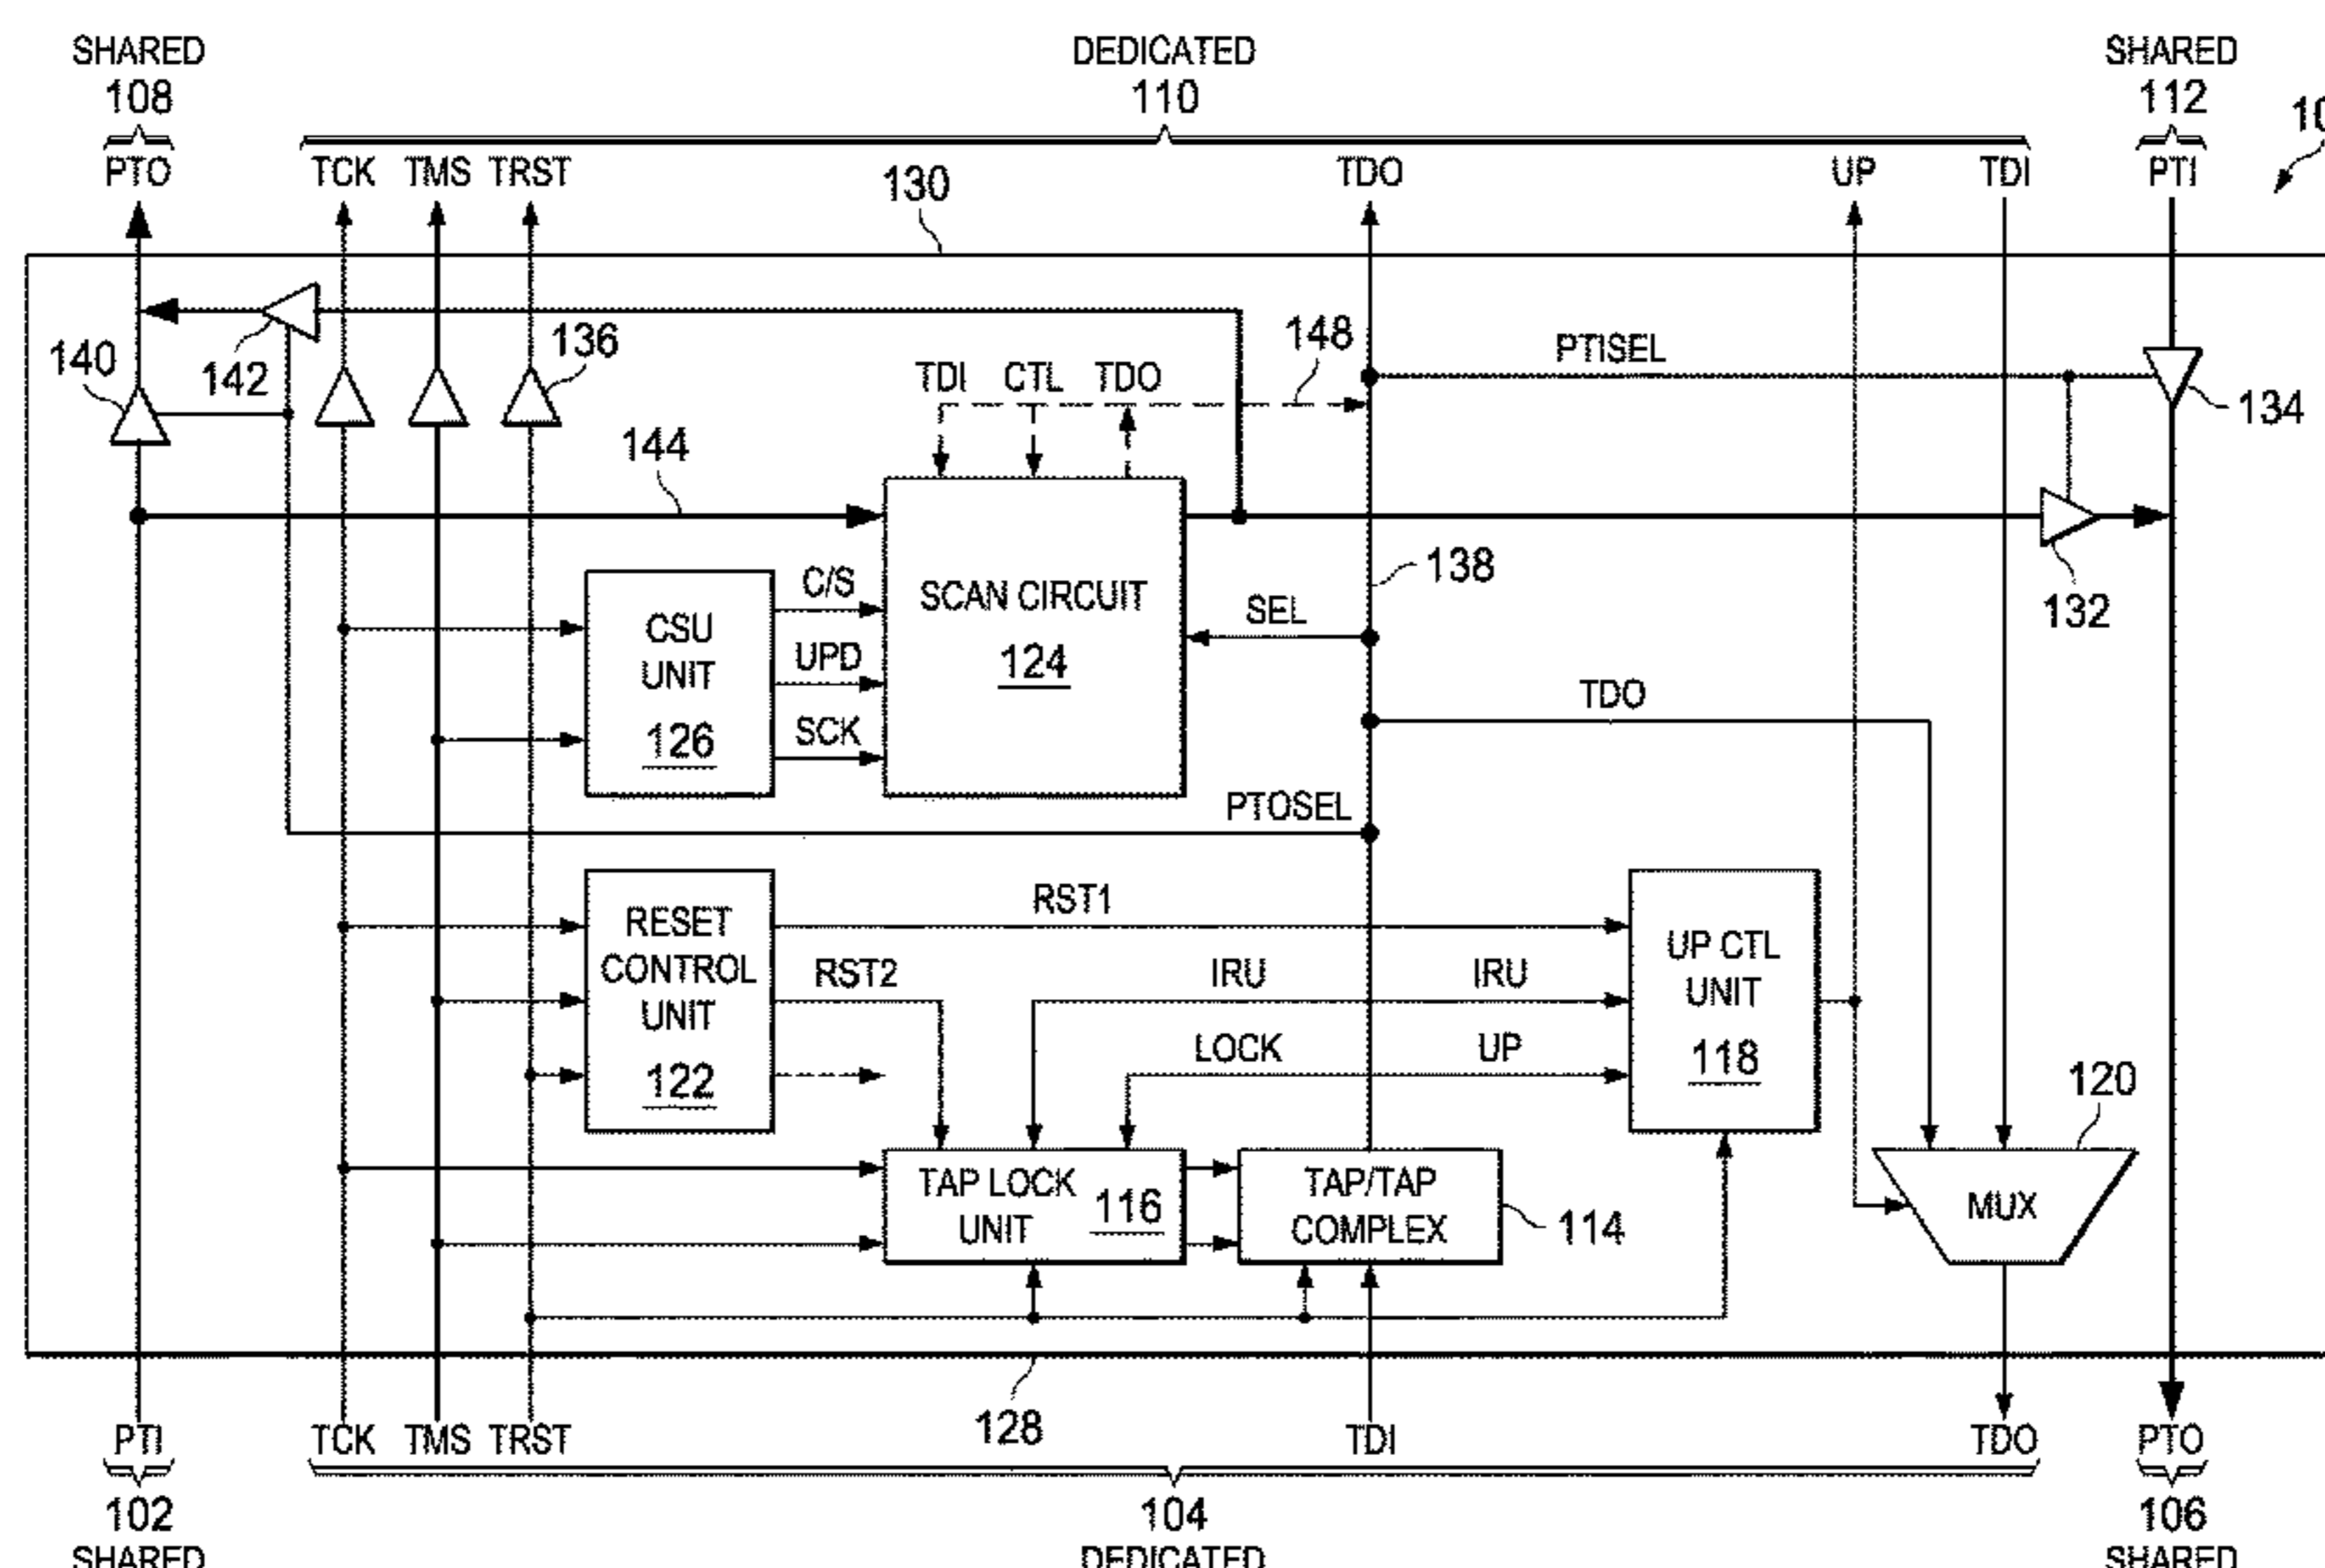 SHARED DEDICATED SHARED
108 110 112
10
PTO TCK TMS TRST 130 TDO UP TDI PTI
140 142 136 TDI CTL TDO 148 PTISEL 134
144
C/S 138
CSU UNIT 126 SCAN CIRCUIT 124 SEL 132
UPD
TDO
SCK
PTOSEL
RESET CONTROL UNIT 122 RST1 UP CTL UNIT 118
RST2 IRU IRU
LOCK UP 120
TAP LOCK UNIT 116 TAP/TAP COMPLEX 114 MUX
128
PTI TCK TMS TRST TDI TDO PTO
102 104 106
SHARED DEDICATED SHARED